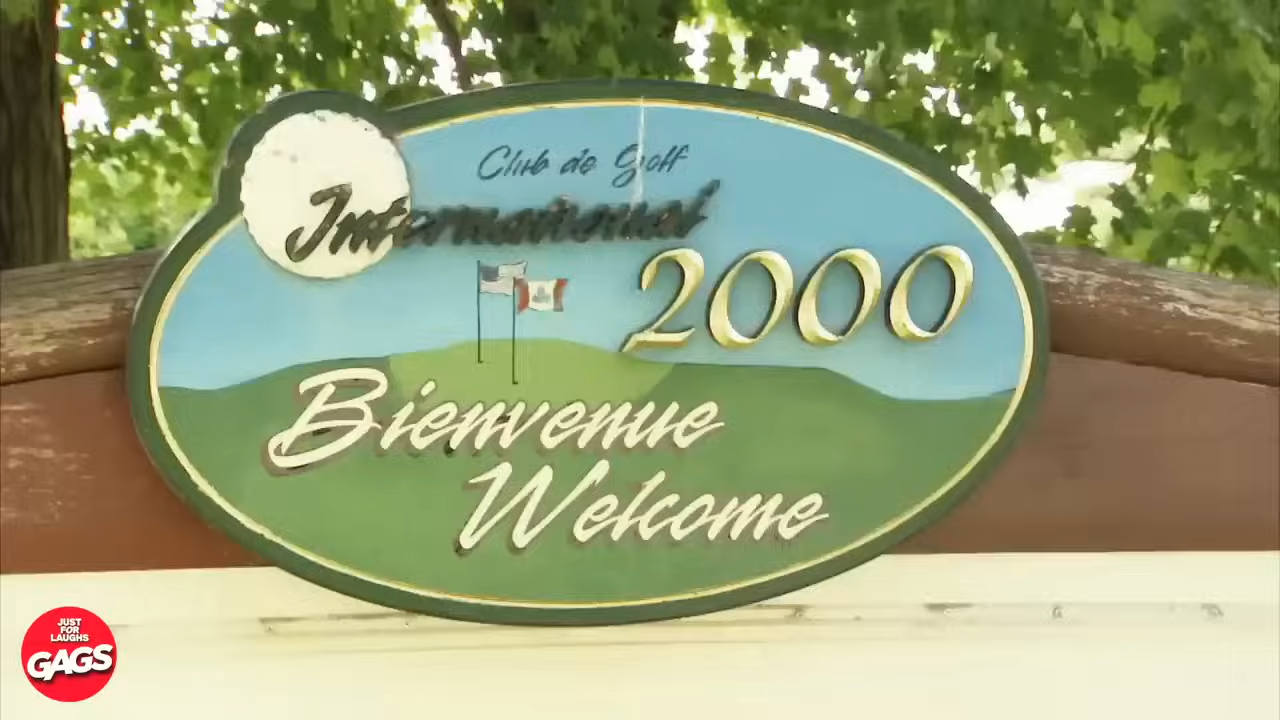 Club de Golf
International
2000
Bienvenue
Welcome
JUST
FOR
LAUGHS
GAGS